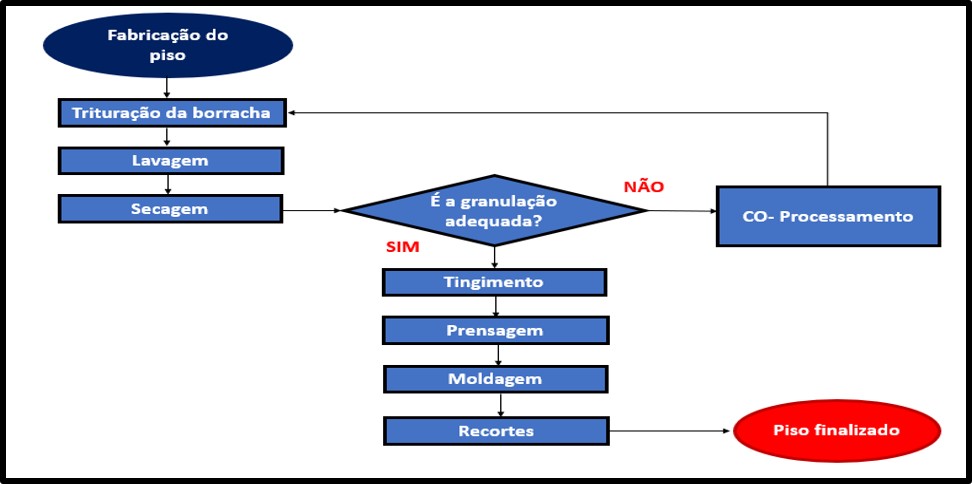 Fabricação do
piso
Trituração da borracha
Lavagem
Secagem
É a granulação
adequada?
NÃO
CO- Processamento
SIM
Tingimento
Prensagem
Moldagem
Recortes
Piso finalizado